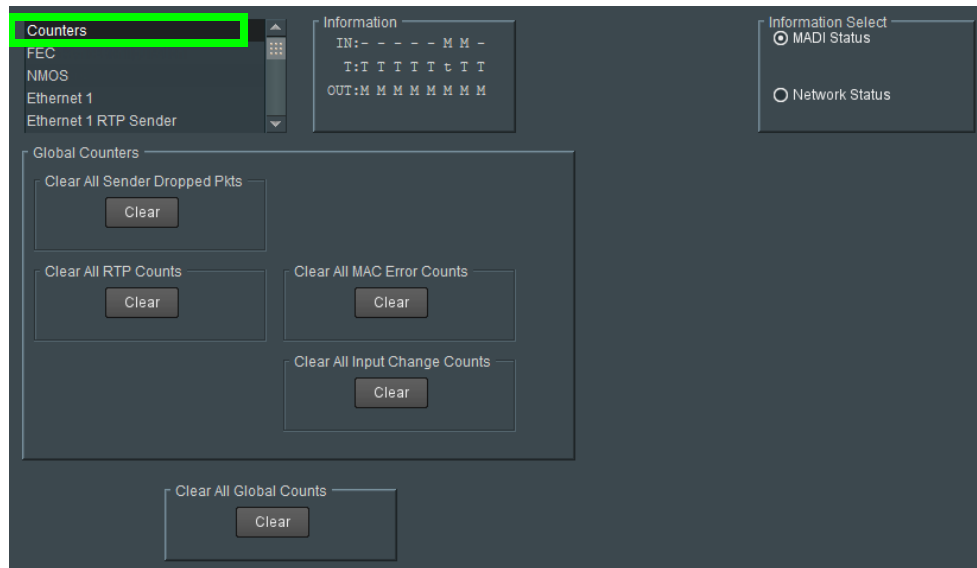 Counters
FEC
NMOS
Ethernet 1
Ethernet 1 RTP Sender
Information
IN:- - - - - M M -
T:T T T T T t T T
OUT:M M M M M M M M
Information Select
MADI Status
Network Status
Global Counters
Clear All Sender Dropped Pkts
Clear
Clear All RTP Counts
Clear
Clear All MAC Error Counts
Clear
Clear All Input Change Counts
Clear
Clear All Global Counts
Clear